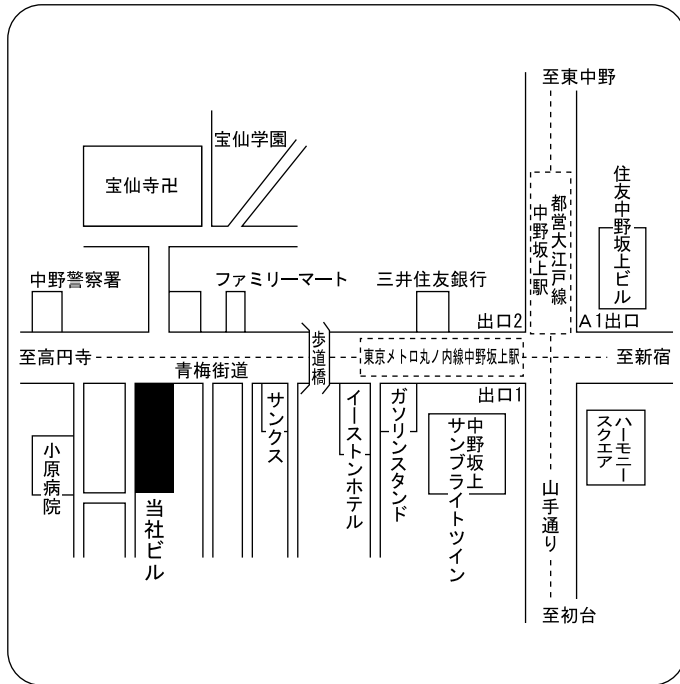 至東中野
宝仙学園
宝仙寺卍
都営大江戸線
中野坂上駅
住友中野坂上ビル
中野警察署
ファミリーマート
三井住友銀行
出口2
A1出口
至高円寺
青梅街道
歩道橋
東京メトロ丸ノ内線中野坂上駅
至新宿
出口1
サンクス
イーストンホテル
ガソリンスタンド
中野坂上
サンブライトツイン
ハーモニー
スクエア
小原病院
当社ビル
山手通り
至初台